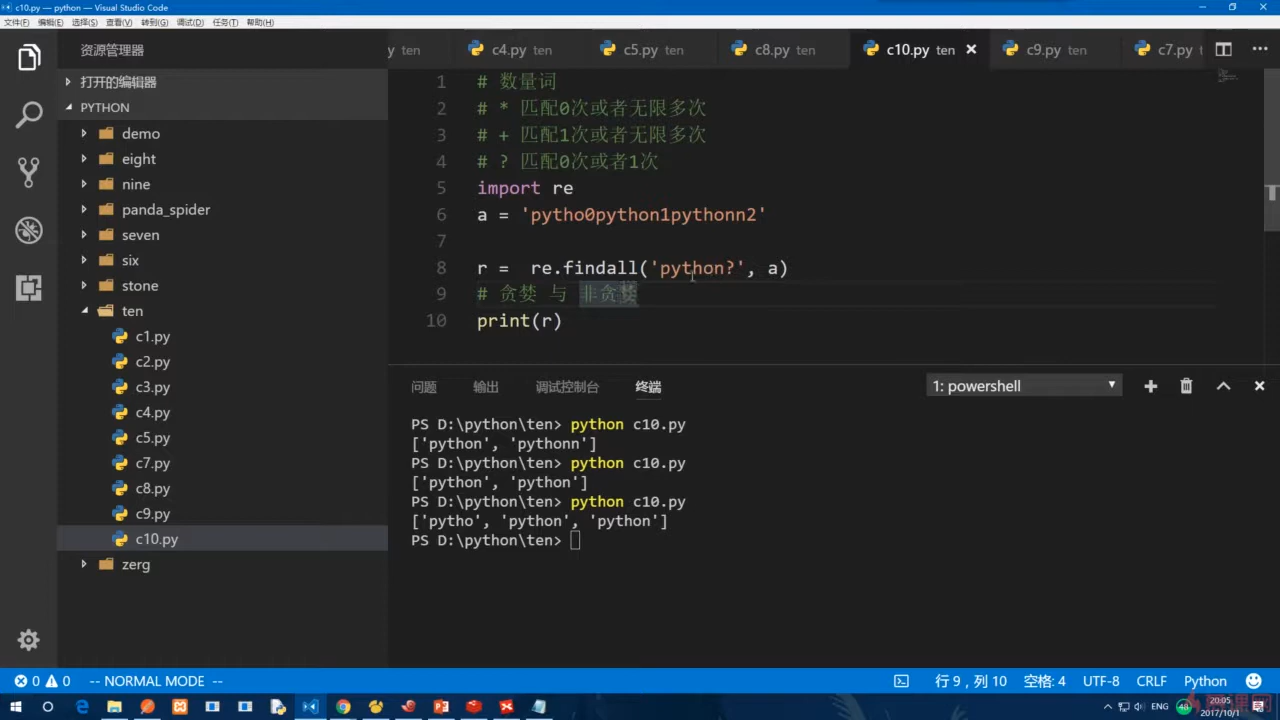 c10.py — python — Visual Studio Code
文件(F) 编辑(E) 选择(S) 查看(V) 转到(G) 调试(D) 任务(T) 帮助(H)
资源管理器
打开的编辑器
PYTHON
demo
eight
nine
panda_spider
seven
six
stone
ten
c1.py
c2.py
c3.py
c4.py
c5.py
c7.py
c8.py
c9.py
c10.py
zerg
y ten c4.py ten c5.py ten c8.py ten c10.py ten c9.py ten c7.py
1 # 数量词
2 # * 匹配0次或者无限多次
3 # + 匹配1次或者无限多次
4 # ? 匹配0次或者1次
5 import re
6 a = 'pytho0python1pythonn2'
7
8 r =  re.findall('python?', a)
9 # 贪婪 与 非贪婪
10 print(r)
问题 输出 调试控制台 终端 1: powershell
PS D:\python\ten> python c10.py
['python', 'pythonn']
PS D:\python\ten> python c10.py
['python', 'python']
PS D:\python\ten> python c10.py
['pytho', 'python', 'python']
PS D:\python\ten>
0 0 -- NORMAL MODE -- 行 9，列 10 空格: 4 UTF-8 CRLF Python
ENG 48 20:05
2017/10/1